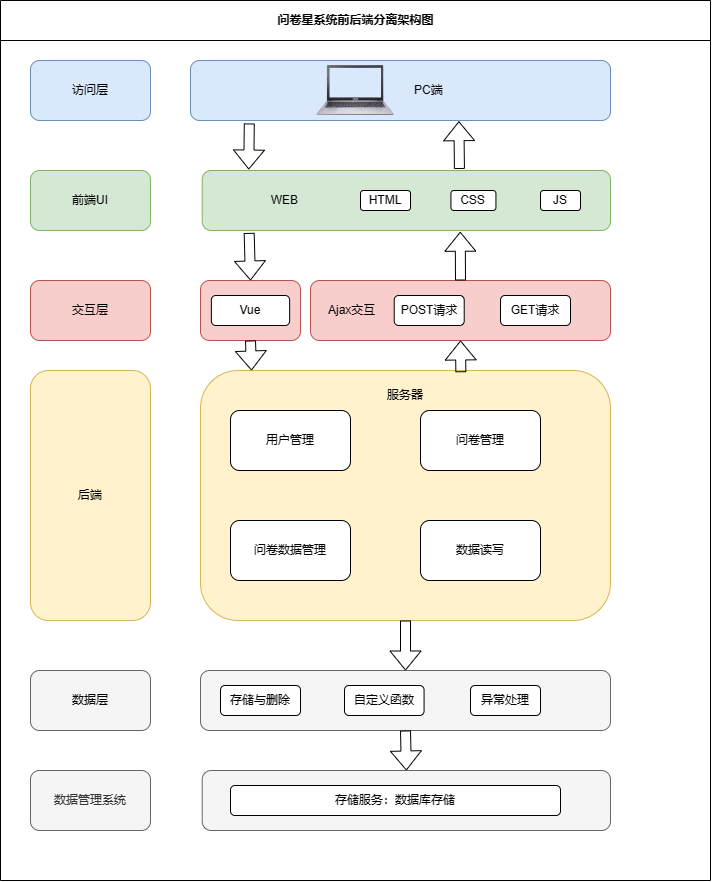 问卷星系统前后端分离架构图
访问层
PC端
前端UI
WEB
HTML
CSS
JS
交互层
Vue
Ajax交互
POST请求
GET请求
后端
服务器
用户管理
问卷管理
问卷数据管理
数据读写
数据层
存储与删除
自定义函数
异常处理
数据管理系统
存储服务：数据库存储